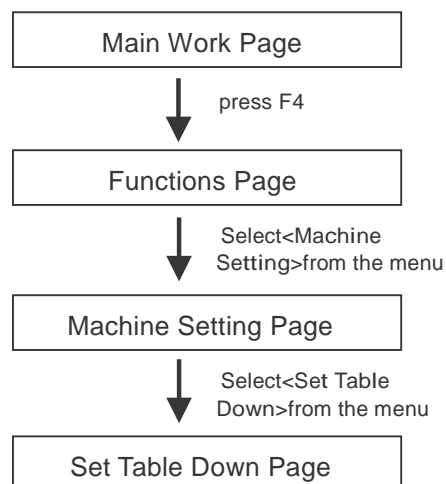 Main Work Page
press F4
Functions Page
Select<Machine
Setting>from the menu
Machine Setting Page
Select<Set Table
Down>from the menu
Set Table Down Page